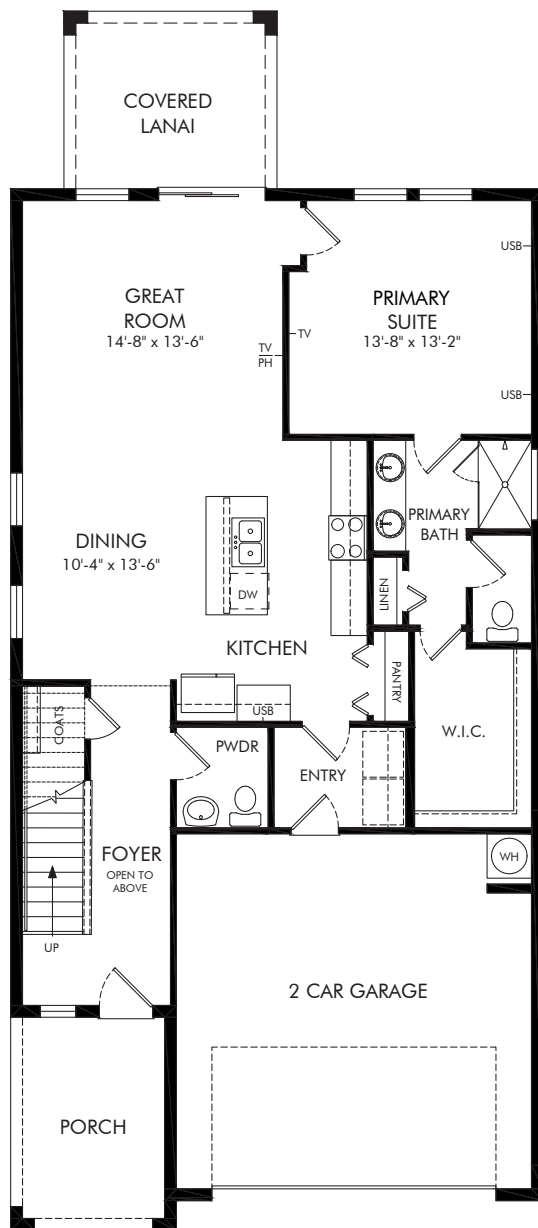 COVERED
LANAI
GREAT
ROOM
14'-8" x 13'-6"
PRIMARY
SUITE
13'-8" x 13'-2"
USB
TV
TV
PH
USB
DINING
10'-4" x 13'-6"
PRIMARY
BATH
DW
LINEN
KITCHEN
PANTRY
USB
COATS
PWDR
ENTRY
W.I.C.
FOYER
OPEN TO
ABOVE
WH
UP
2 CAR GARAGE
PORCH